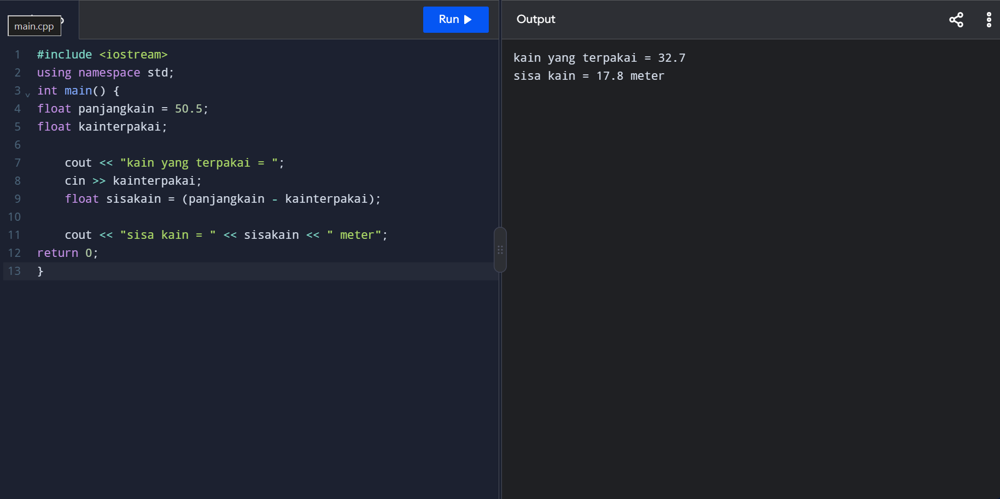 main.cpp
Run
1 #include <iostream>
2 using namespace std;
3 int main() {
4 float panjangkain = 50.5;
5 float kainterpakai;
6
7     cout << "kain yang terpakai = ";
8     cin >> kainterpakai;
9     float sisakain = (panjangkain - kainterpakai);
10
11     cout << "sisa kain = " << sisakain << " meter";
12 return 0;
13 }
Output
kain yang terpakai = 32.7
sisa kain = 17.8 meter